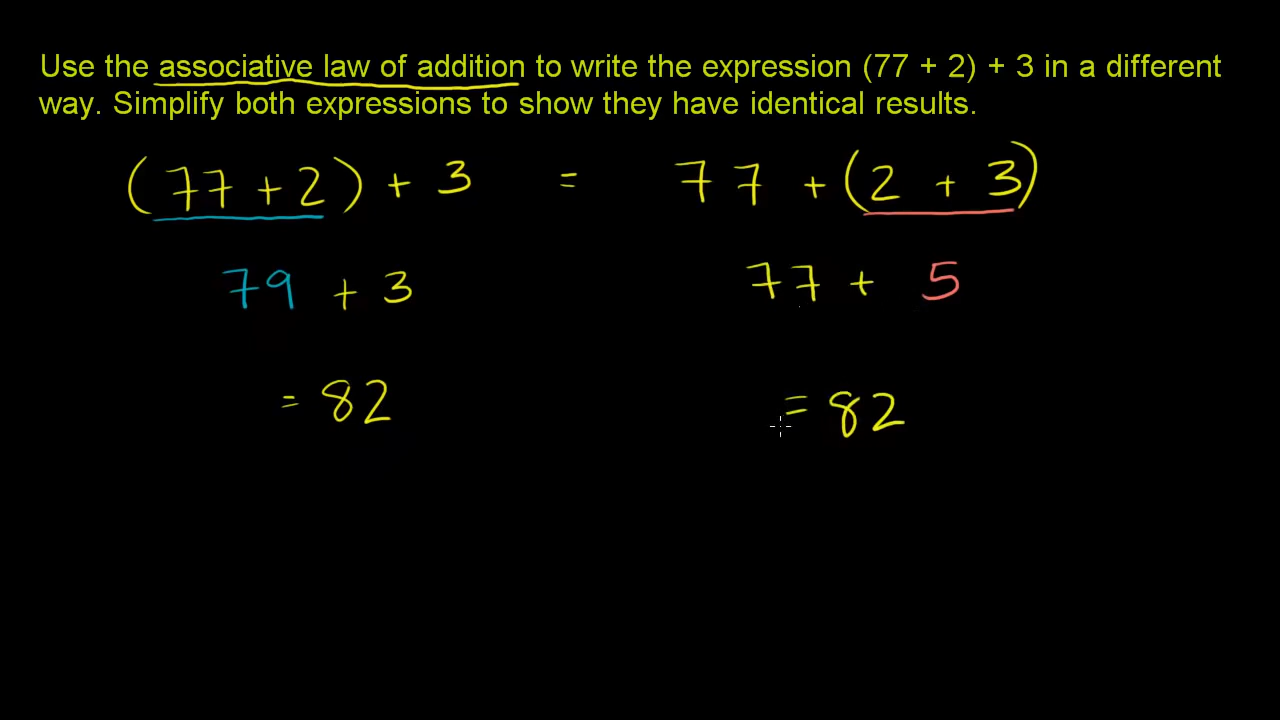 Use the associative law of addition to write the expression (77 + 2) + 3 in a different
way. Simplify both expressions to show they have identical results.
(77 + 2) + 3 = 77 + (2 + 3)
79 + 3 77 + 5
= 82 = 82